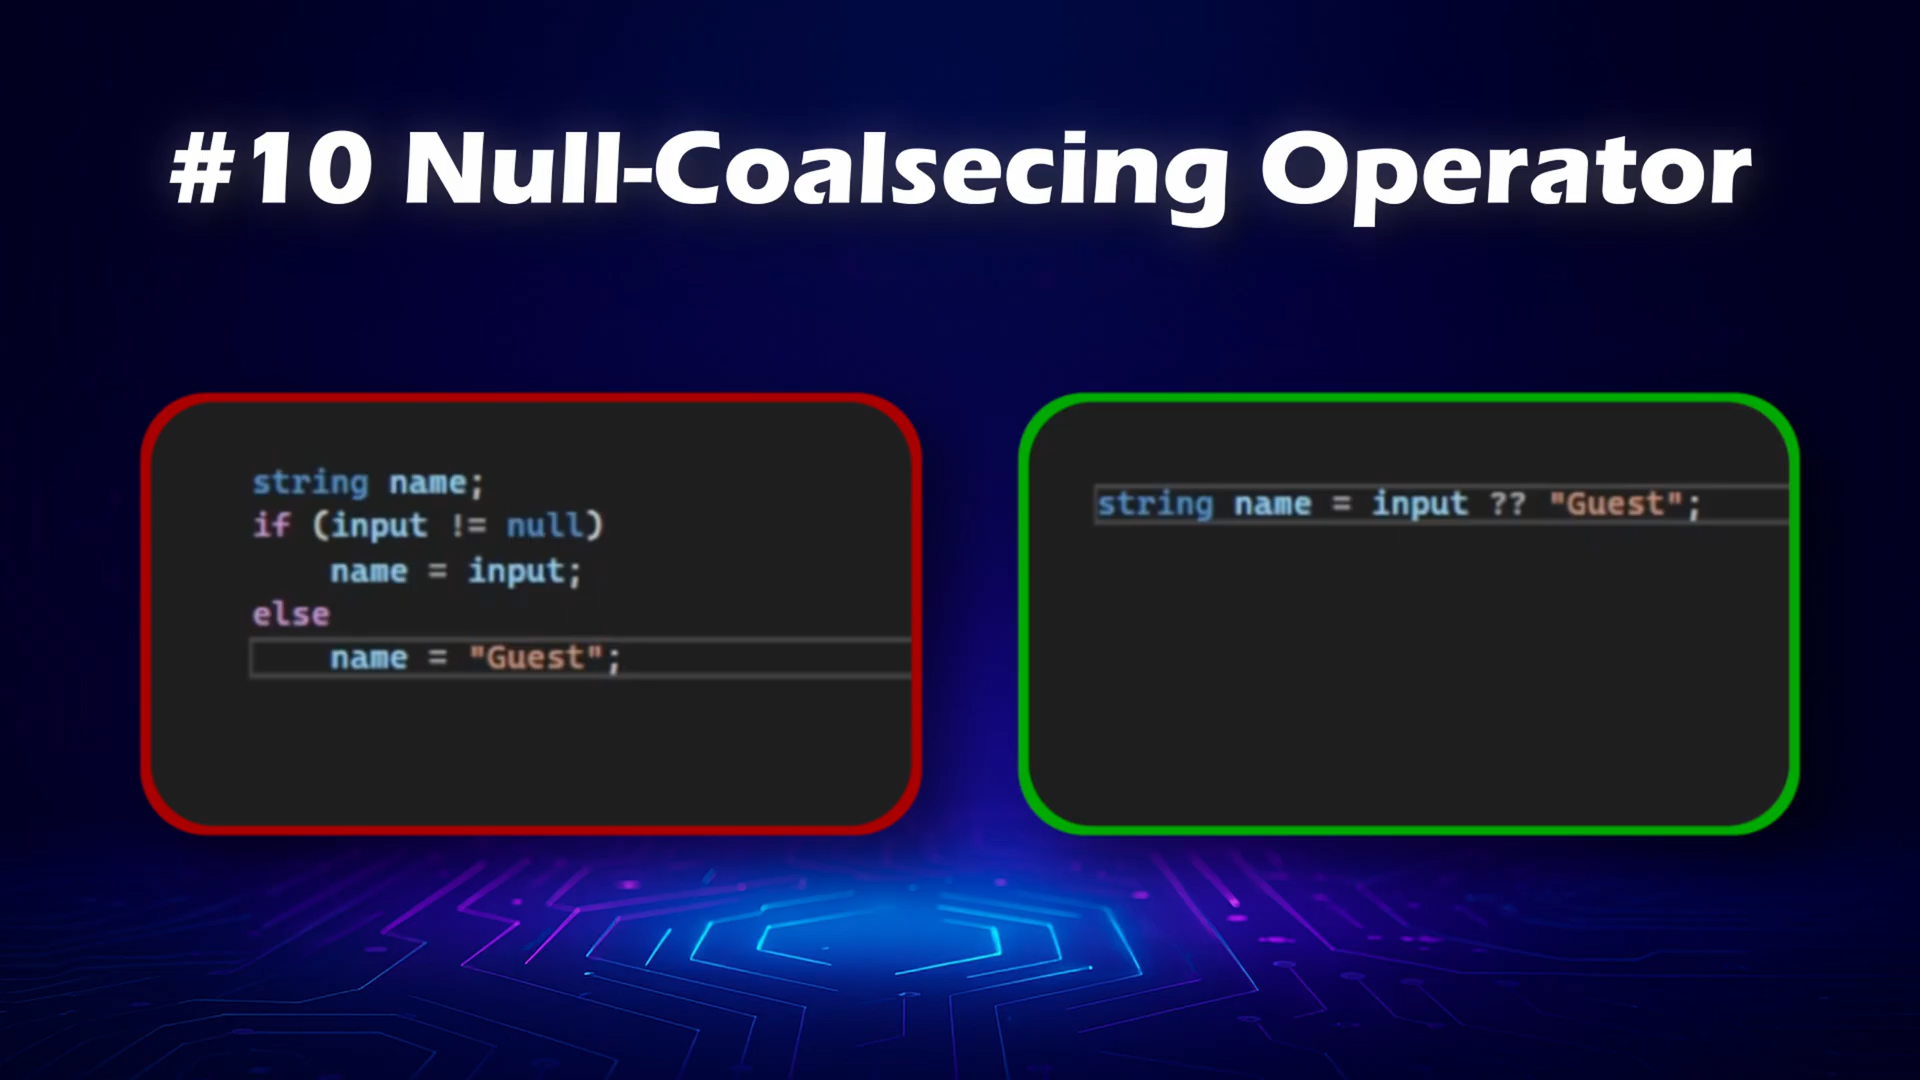 #10 Null-Coalsecing Operator
string name;
if (input != null)
    name = input;
else
    name = "Guest";
string name = input ?? "Guest";